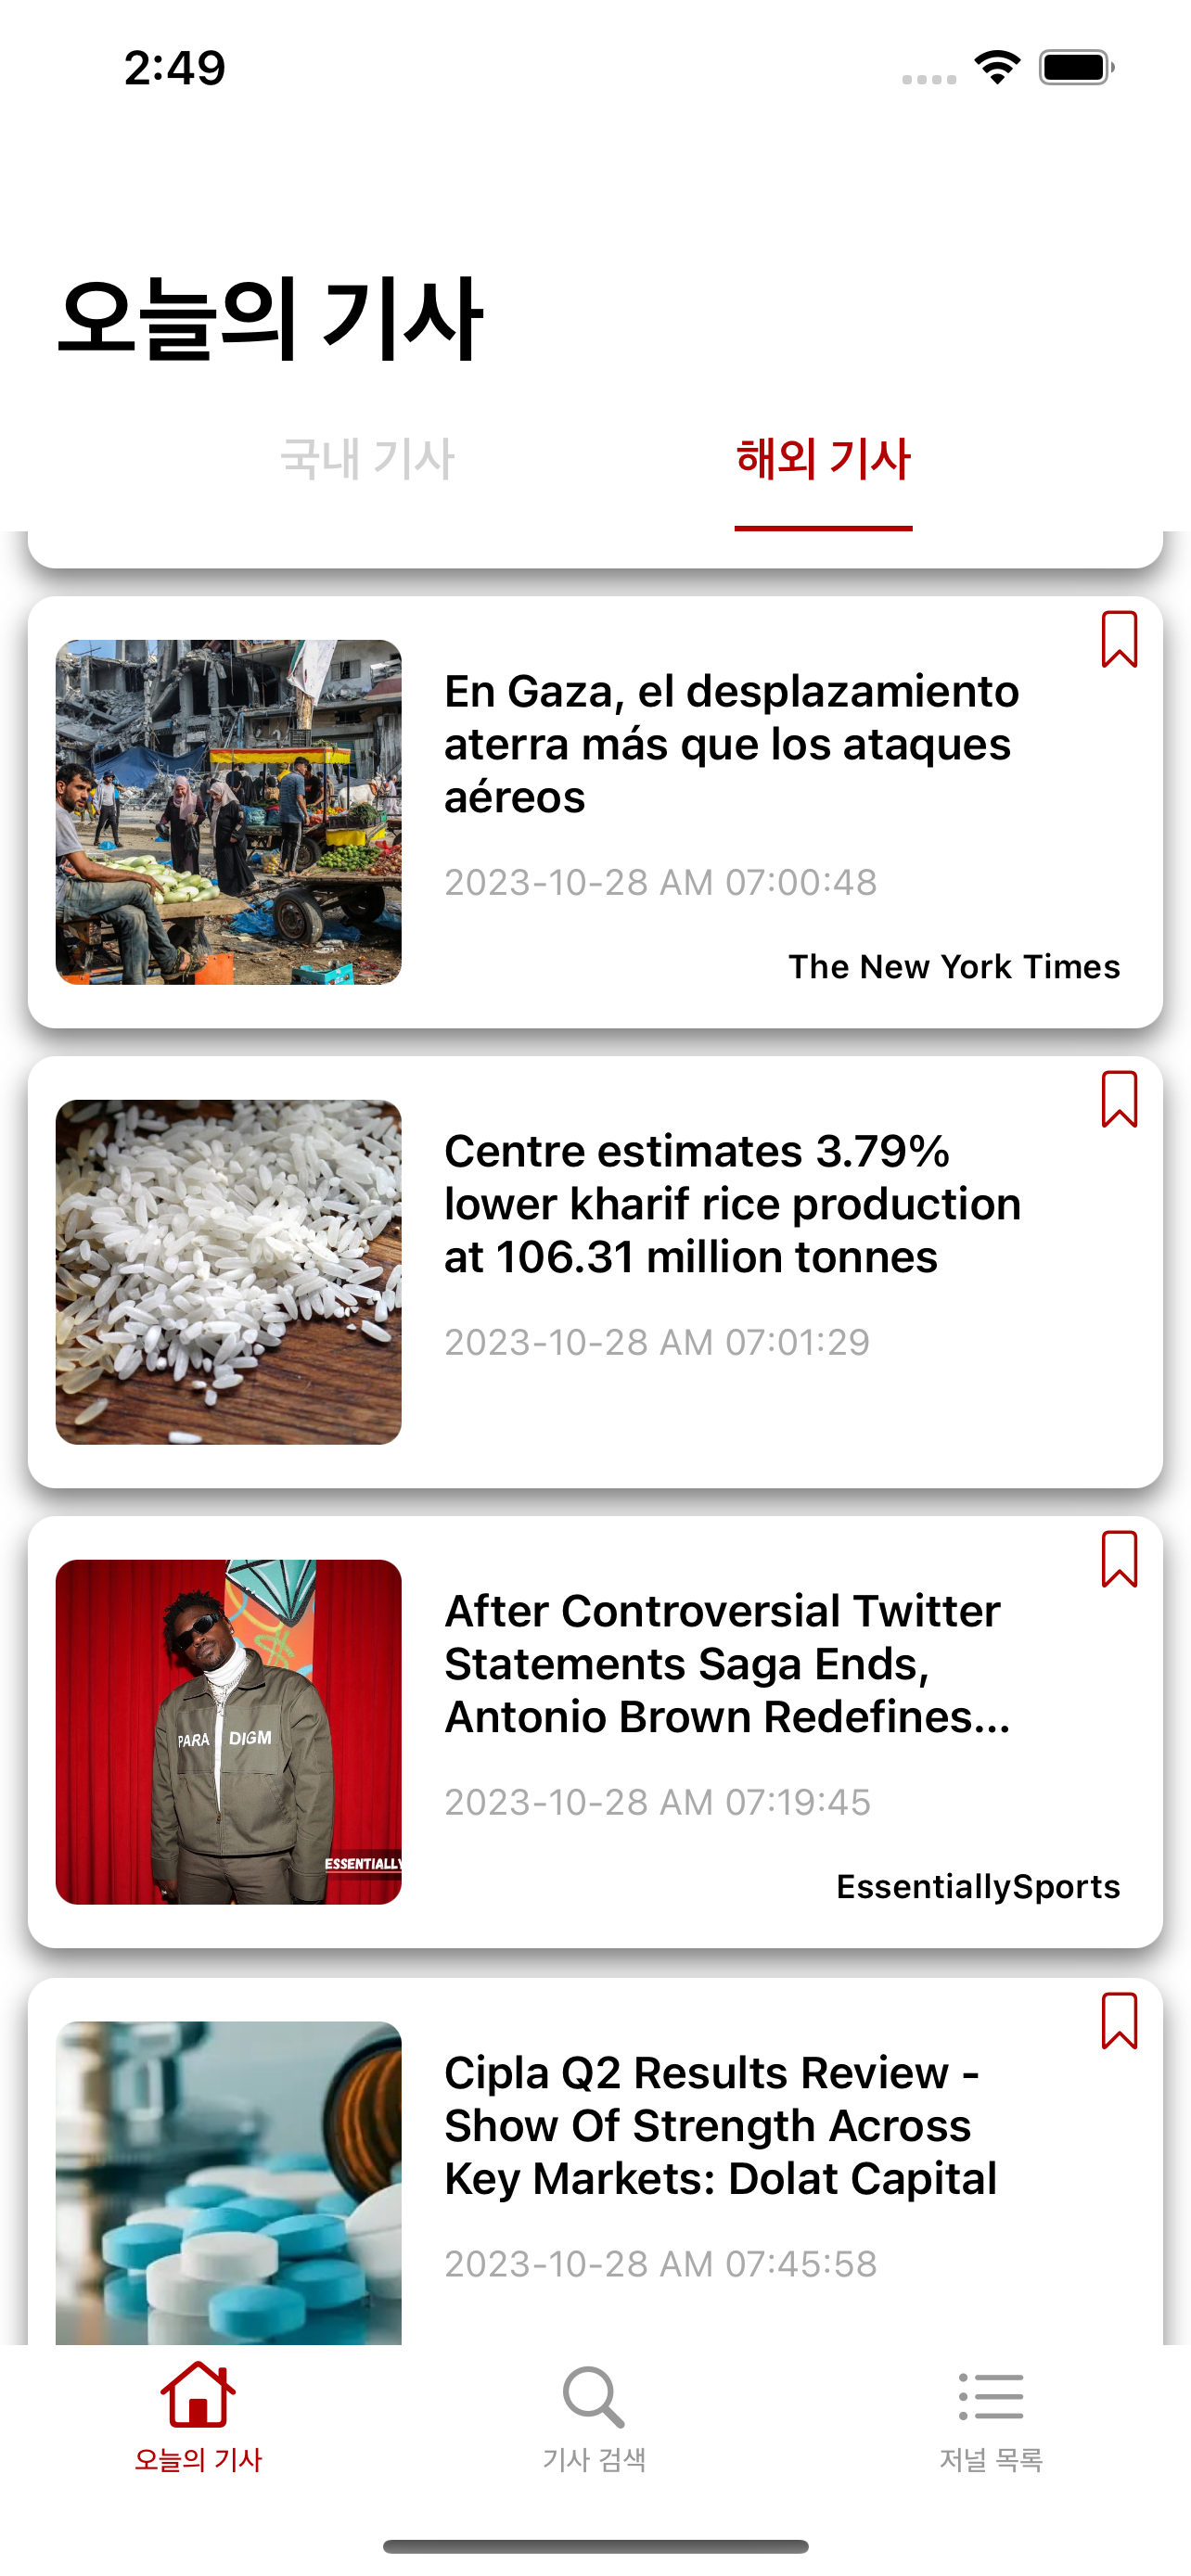 2:49
오늘의 기사
국내 기사
해외 기사
En Gaza, el desplazamiento
aterra más que los ataques
aéreos
2023-10-28 AM 07:00:48
The New York Times
Centre estimates 3.79%
lower kharif rice production
at 106.31 million tonnes
2023-10-28 AM 07:01:29
After Controversial Twitter
Statements Saga Ends,
Antonio Brown Redefines...
2023-10-28 AM 07:19:45
PARA DIGM
ESSENTIALLY
EssentiallySports
Cipla Q2 Results Review -
Show Of Strength Across
Key Markets: Dolat Capital
2023-10-28 AM 07:45:58
오늘의 기사
기사 검색
저널 목록